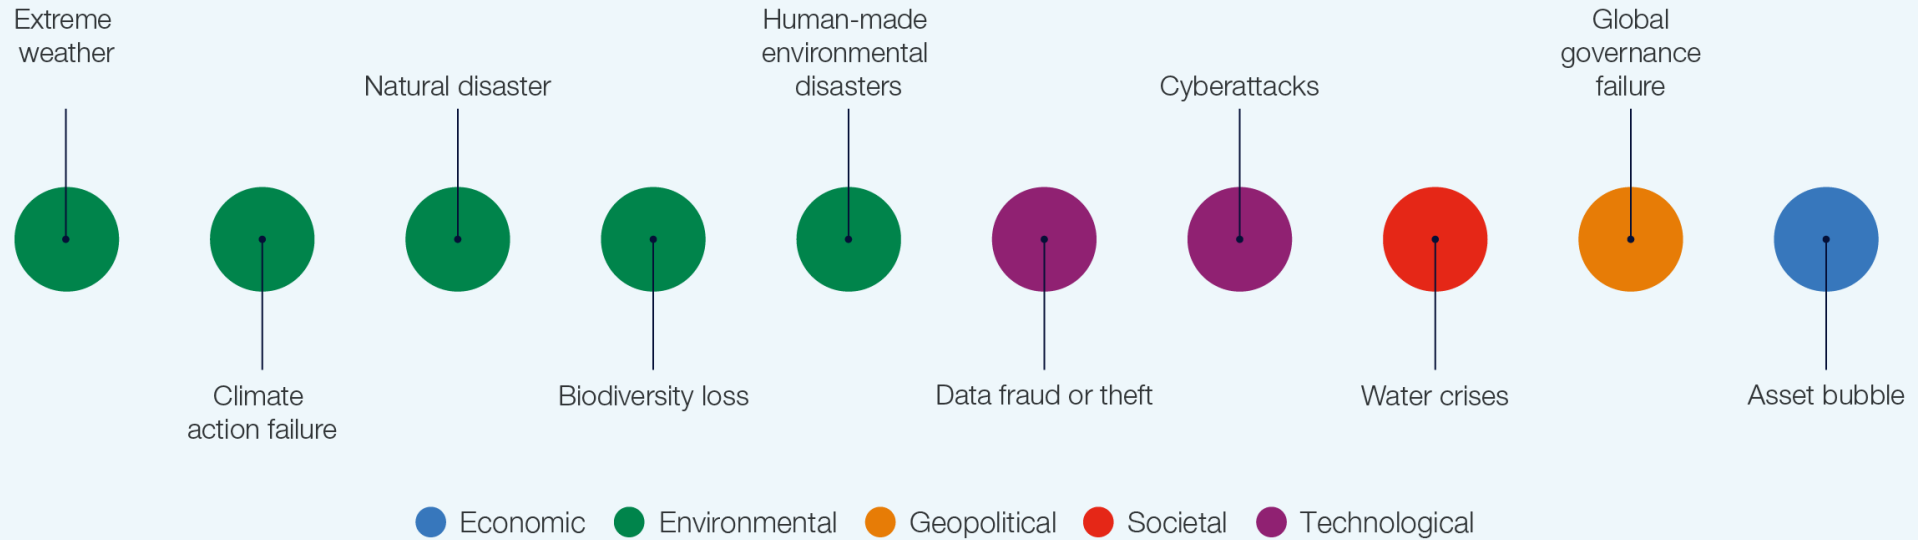 Extreme
weather
Climate
action failure
Natural disaster
Biodiversity loss
Human-made
environmental
disasters
Data fraud or theft
Cyberattacks
Water crises
Global
governance
failure
Asset bubble
Economic
Environmental
Geopolitical
Societal
Technological